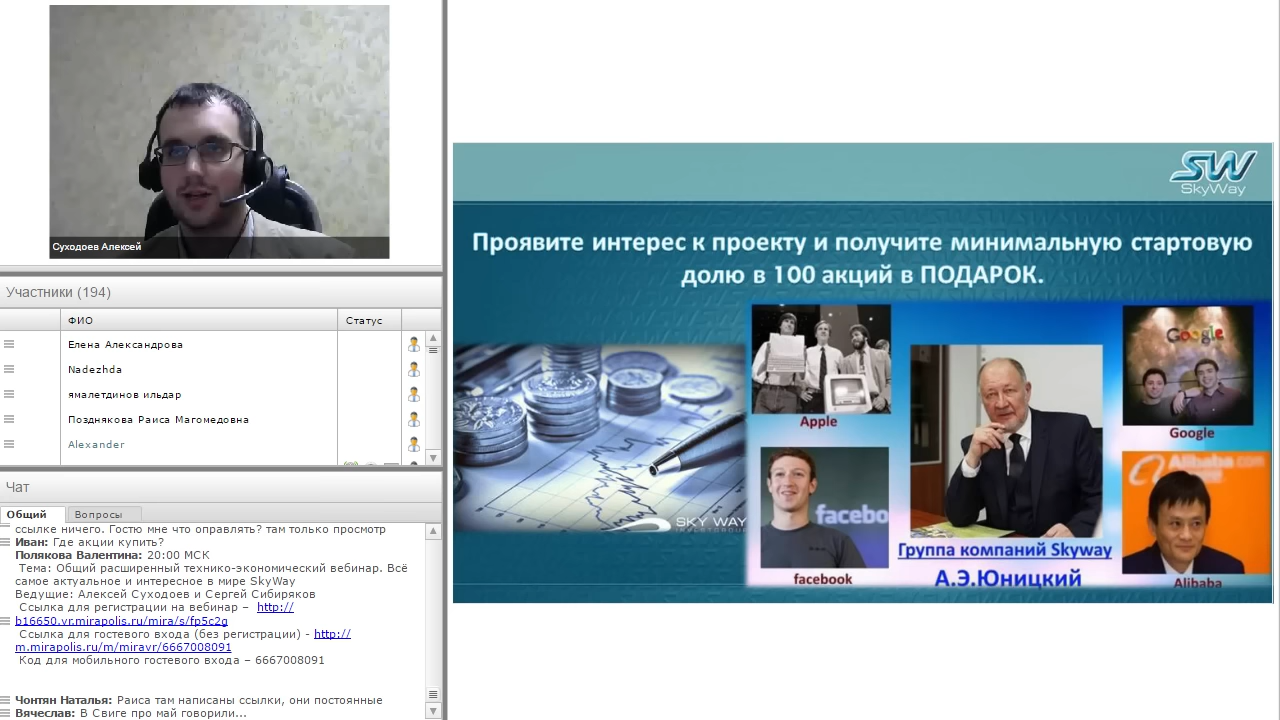 Суходоев Алексей
Участники (194)
ФИО
Статус
Елена Александрова
Nadezhda
ямалетдинов ильдар
Позднягова Раиса Магомедовна
Alexander
Чат
Общий
Вопросы
ссылке ничего. Гостю мне что оправлять? там только просмотр
Иван: Где акции купить?
Полякова Валентина: 20:00 МСК
Тема: Общий расширенный технико-экономический вебинар. Всё
самое актуальное и интересное в мире SkyWay
Ведущие: Алексей Суходоев и Сергей Сибиряков
Ссылка для регистрации на вебинар – http://
b16650.vr.mirapolis.ru/mira/s/fp5c2g
Ссылка для гостевого входа (без регистрации) - http://
m.mirapolis.ru/m/miravr/6667008091
Код для мобильного гостевого входа – 6667008091
Чонтян Наталья: Раиса там написаны ссылки, они постоянные
Вячеслав: В Свиге про май говорили...
SW
SkyWay
Проявите интерес к проекту и получите минимальную стартовую
долю в 100 акций в ПОДАРОК.
SKY WAY
Apple
Google
Google
facebo
facebook
Группа компаний Skyway
А.Э.Юницкий
Alibaba.com
Alibaba